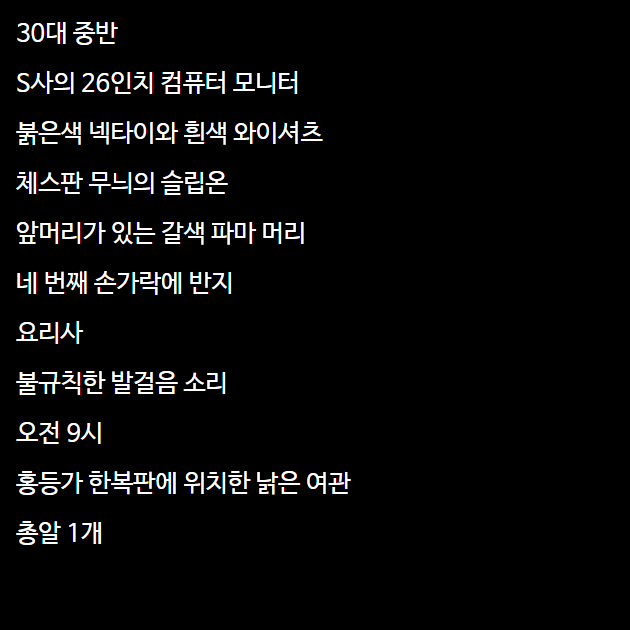 30대 중반
S사의 26인치 컴퓨터 모니터
붉은색 넥타이와 흰색 와이셔츠
체스판 무늬의 슬립온
앞머리가 있는 갈색 파마 머리
네 번째 손가락에 반지
요리사
불규칙한 발걸음 소리
오전 9시
홍등가 한복판에 위치한 낡은 여관
총알 1개